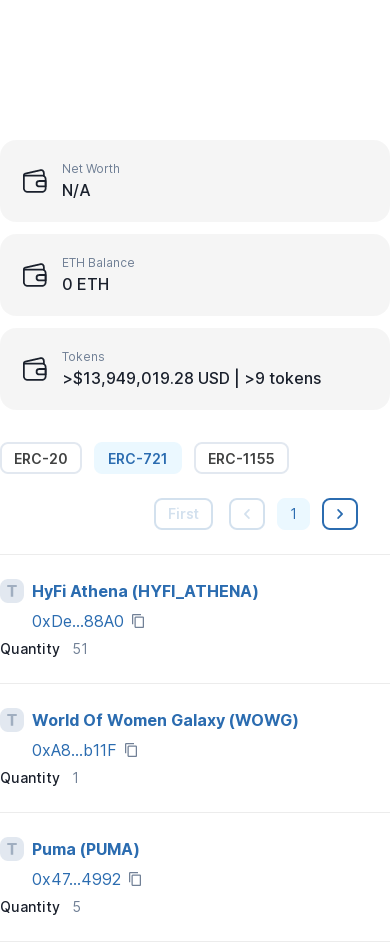 Net Worth
N/A
ETH Balance
0 ETH
Tokens
>$13,949,019.28 USD | >9 tokens
ERC-20 ERC-721 ERC-1155
First 1
T HyFi Athena (HYFI_ATHENA)
0xDe...88A0
Quantity 51
T World Of Women Galaxy (WOWG)
0xA8...b11F
Quantity 1
T Puma (PUMA)
0x47...4992
Quantity 5